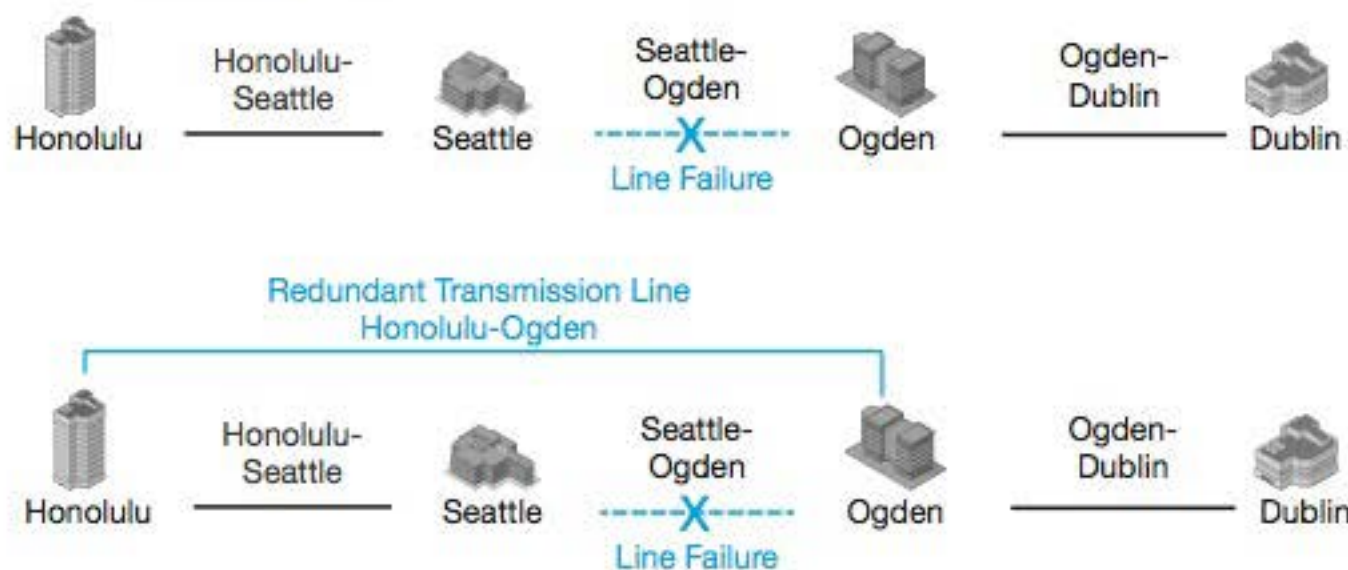 Honolulu-
Seattle
Seattle-
Ogden
Ogden-
Dublin
Honolulu
Seattle
Ogden
Dublin
Line Failure
Redundant Transmission Line
Honolulu-Ogden
Honolulu-
Seattle
Seattle-
Ogden
Ogden-
Dublin
Honolulu
Seattle
Ogden
Dublin
Line Failure